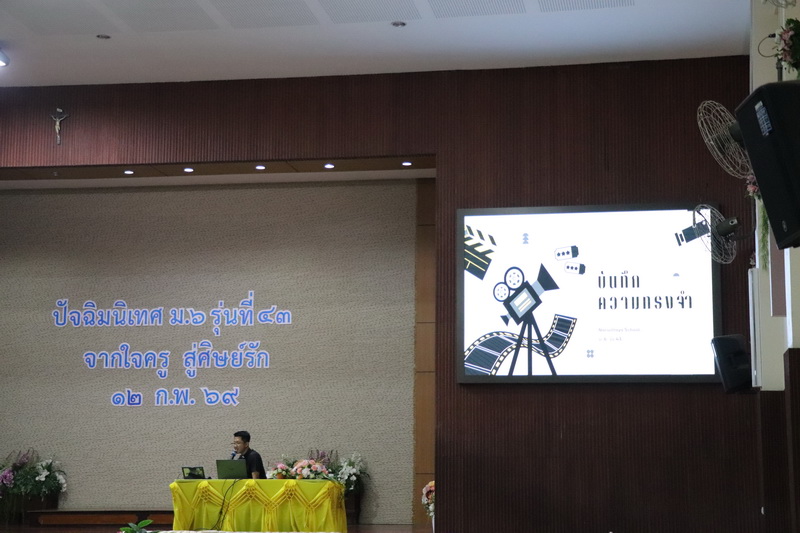 ปัจฉิมนิเทศ ม.๖ รุ่นที่ ๔๓
จากใจครู สู่ศิษย์รัก
๑๒ ก.พ. ๖๙
บันทึก
ความทรงจำ